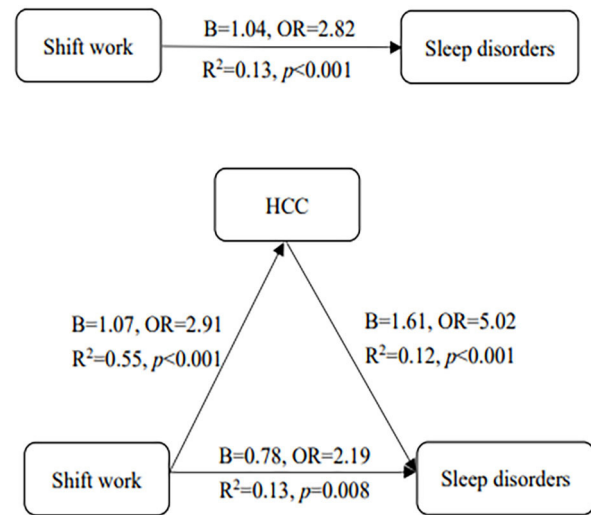 B=1.04, OR=2.82
Shift work
Sleep disorders
R²=0.13, p<0.001
HCC
B=1.07, OR=2.91
R²=0.55, p<0.001
B=1.61, OR=5.02
R²=0.12, p<0.001
B=0.78, OR=2.19
Shift work
Sleep disorders
R²=0.13, p=0.008